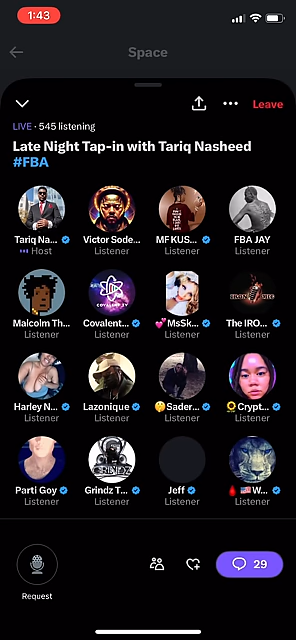 1:43
Space
Leave
LIVE · 545 listening
Late Night Tap-in with Tariq Nasheed
#FBA
Tariq Na... Victor Sode... MF KUS... FBA JAY
Host Listener Listener Listener
Malcolm Th... Covalent... 💕MsSk... The IRO...
Listener Listener Listener Listener
Harley N... Lazonique 🤔Sader... 🌻Crypt...
Listener Listener Listener Listener
GRINDZ
Parti Goy Grindz T... Jeff 🩸🇺🇸W...
Listener Listener Listener Listener
29
Request